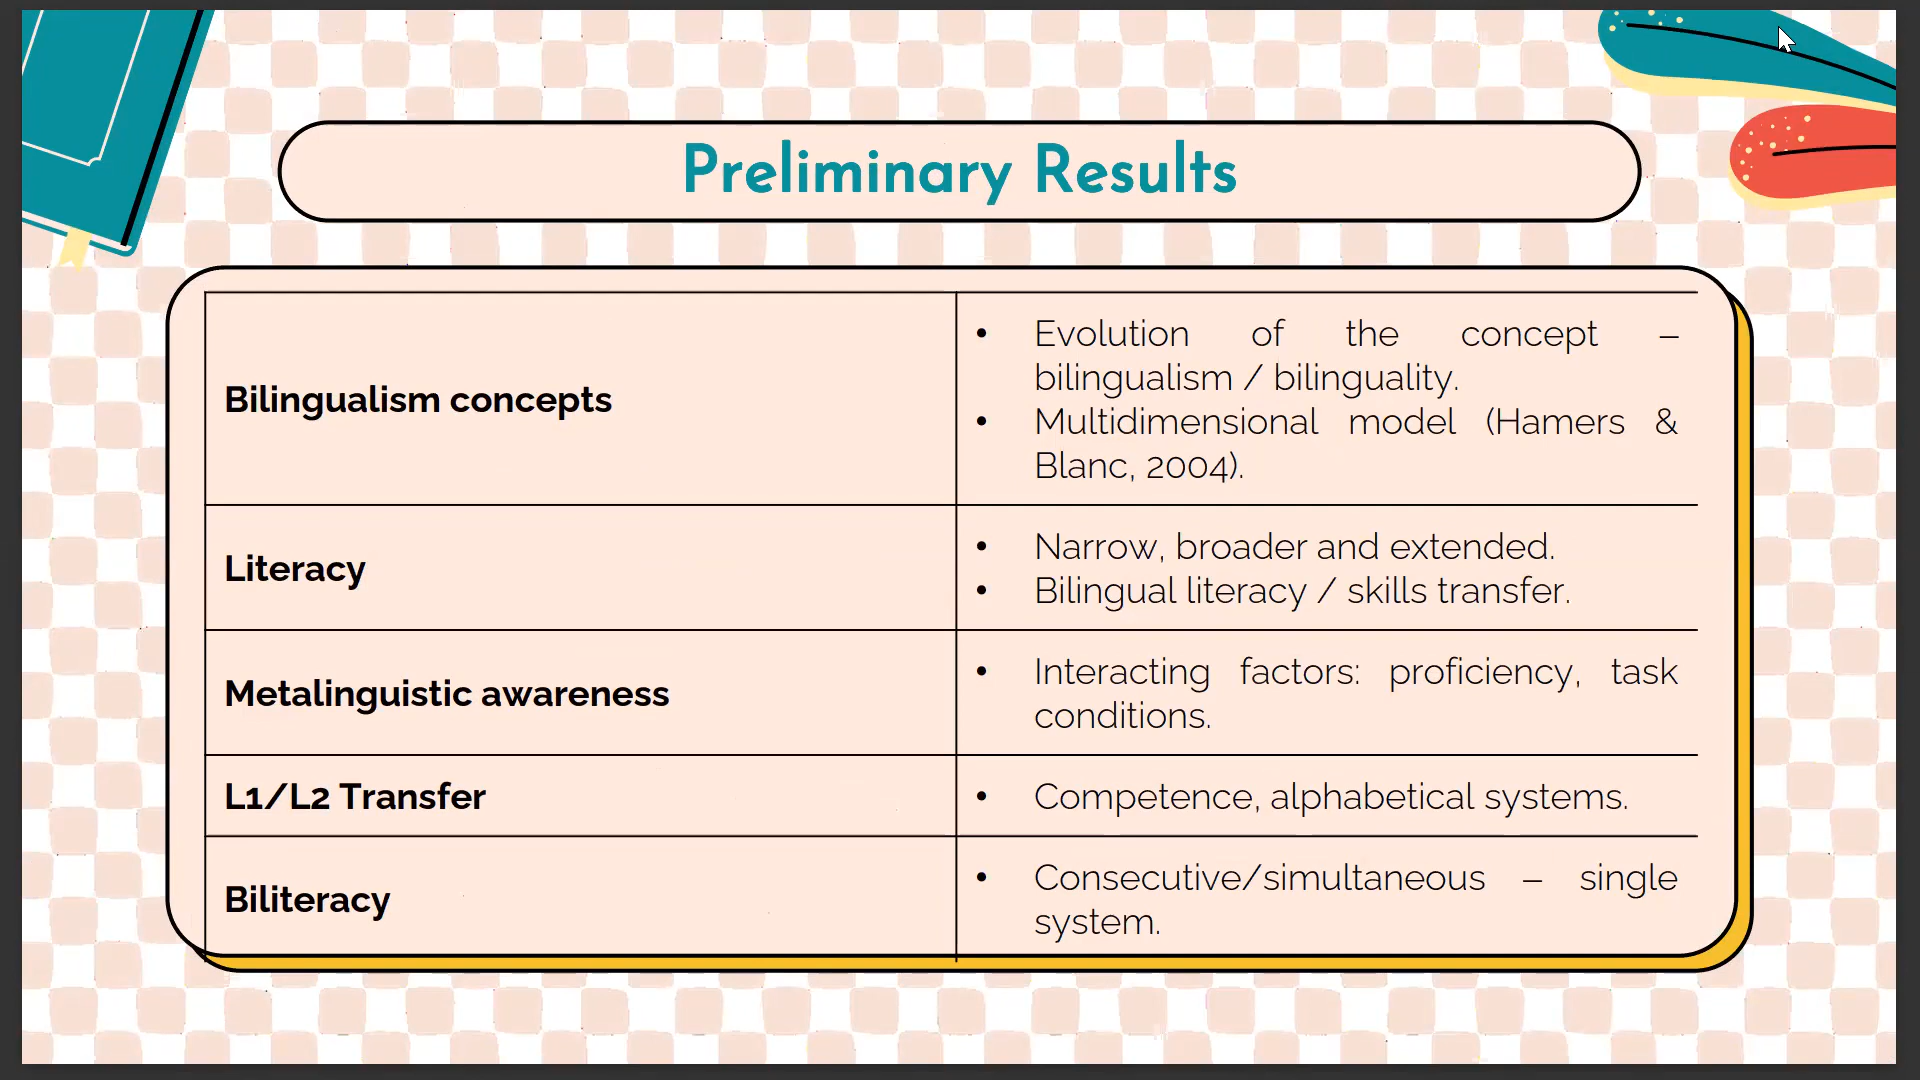 Preliminary Results
Bilingualism concepts
• Evolution of the concept –
bilingualism / bilinguality.
• Multidimensional model (Hamers &
Blanc, 2004).
Literacy
• Narrow, broader and extended.
• Bilingual literacy / skills transfer.
Metalinguistic awareness
• Interacting factors: proficiency, task
conditions.
L1/L2 Transfer
• Competence, alphabetical systems.
Biliteracy
• Consecutive/simultaneous – single
system.